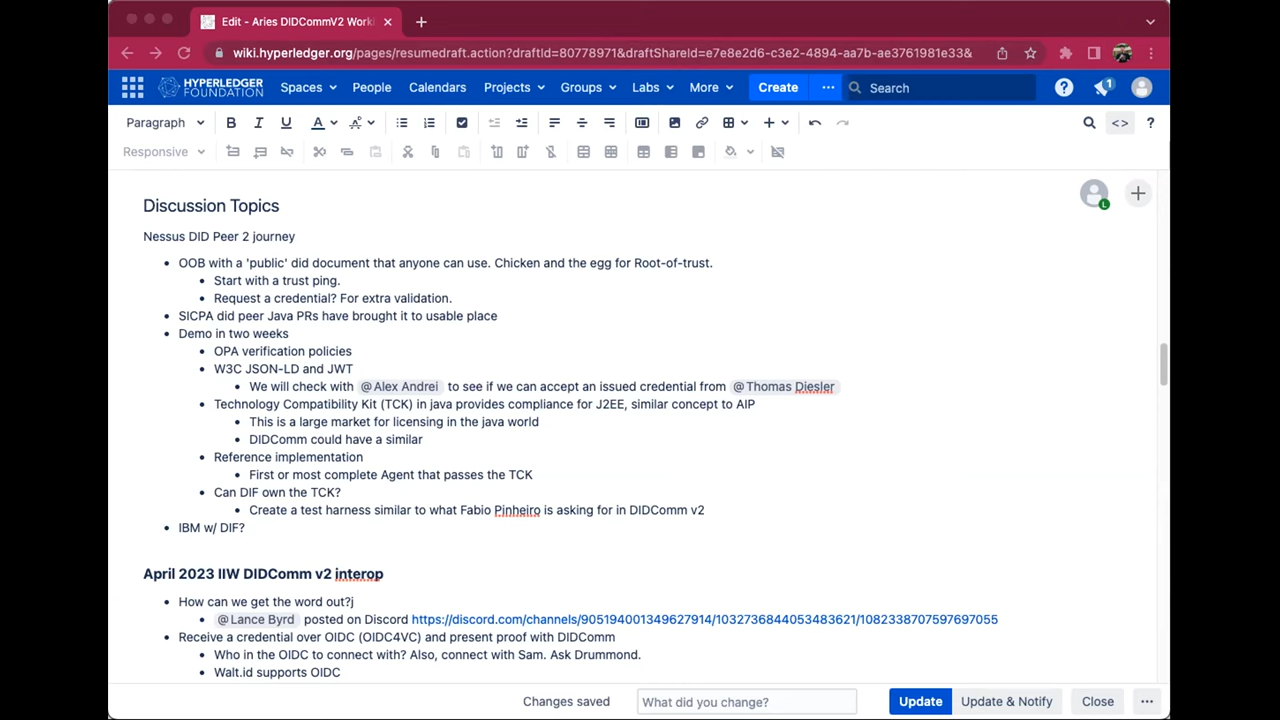 Edit - Aries DIDCommV2 Worki
wiki.hyperledger.org/pages/resumedraft.action?draftId=80778971&draftShareId=e7e8e2d6-c3e2-4894-aa7b-ae3761981e33&
HYPERLEDGER FOUNDATION Spaces People Calendars Projects Groups Labs More Create Search 1
Paragraph B I U A
Responsive
Discussion Topics
Nessus DID Peer 2 journey
OOB with a 'public' did document that anyone can use. Chicken and the egg for Root-of-trust.
Start with a trust ping.
Request a credential? For extra validation.
SICPA did peer Java PRs have brought it to usable place
Demo in two weeks
OPA verification policies
W3C JSON-LD and JWT
We will check with @Alex Andrei to see if we can accept an issued credential from @Thomas Diesler
Technology Compatibility Kit (TCK) in java provides compliance for J2EE, similar concept to AIP
This is a large market for licensing in the java world
DIDComm could have a similar
Reference implementation
First or most complete Agent that passes the TCK
Can DIF own the TCK?
Create a test harness similar to what Fabio Pinheiro is asking for in DIDComm v2
IBM w/ DIF?
April 2023 IIW DIDComm v2 interop
How can we get the word out?j
@Lance Byrd posted on Discord https://discord.com/channels/905194001349627914/1032736844053483621/1082338707597697055
Receive a credential over OIDC (OIDC4VC) and present proof with DIDComm
Who in the OIDC to connect with? Also, connect with Sam. Ask Drummond.
Walt.id supports OIDC
Changes saved What did you change? Update Update & Notify Close